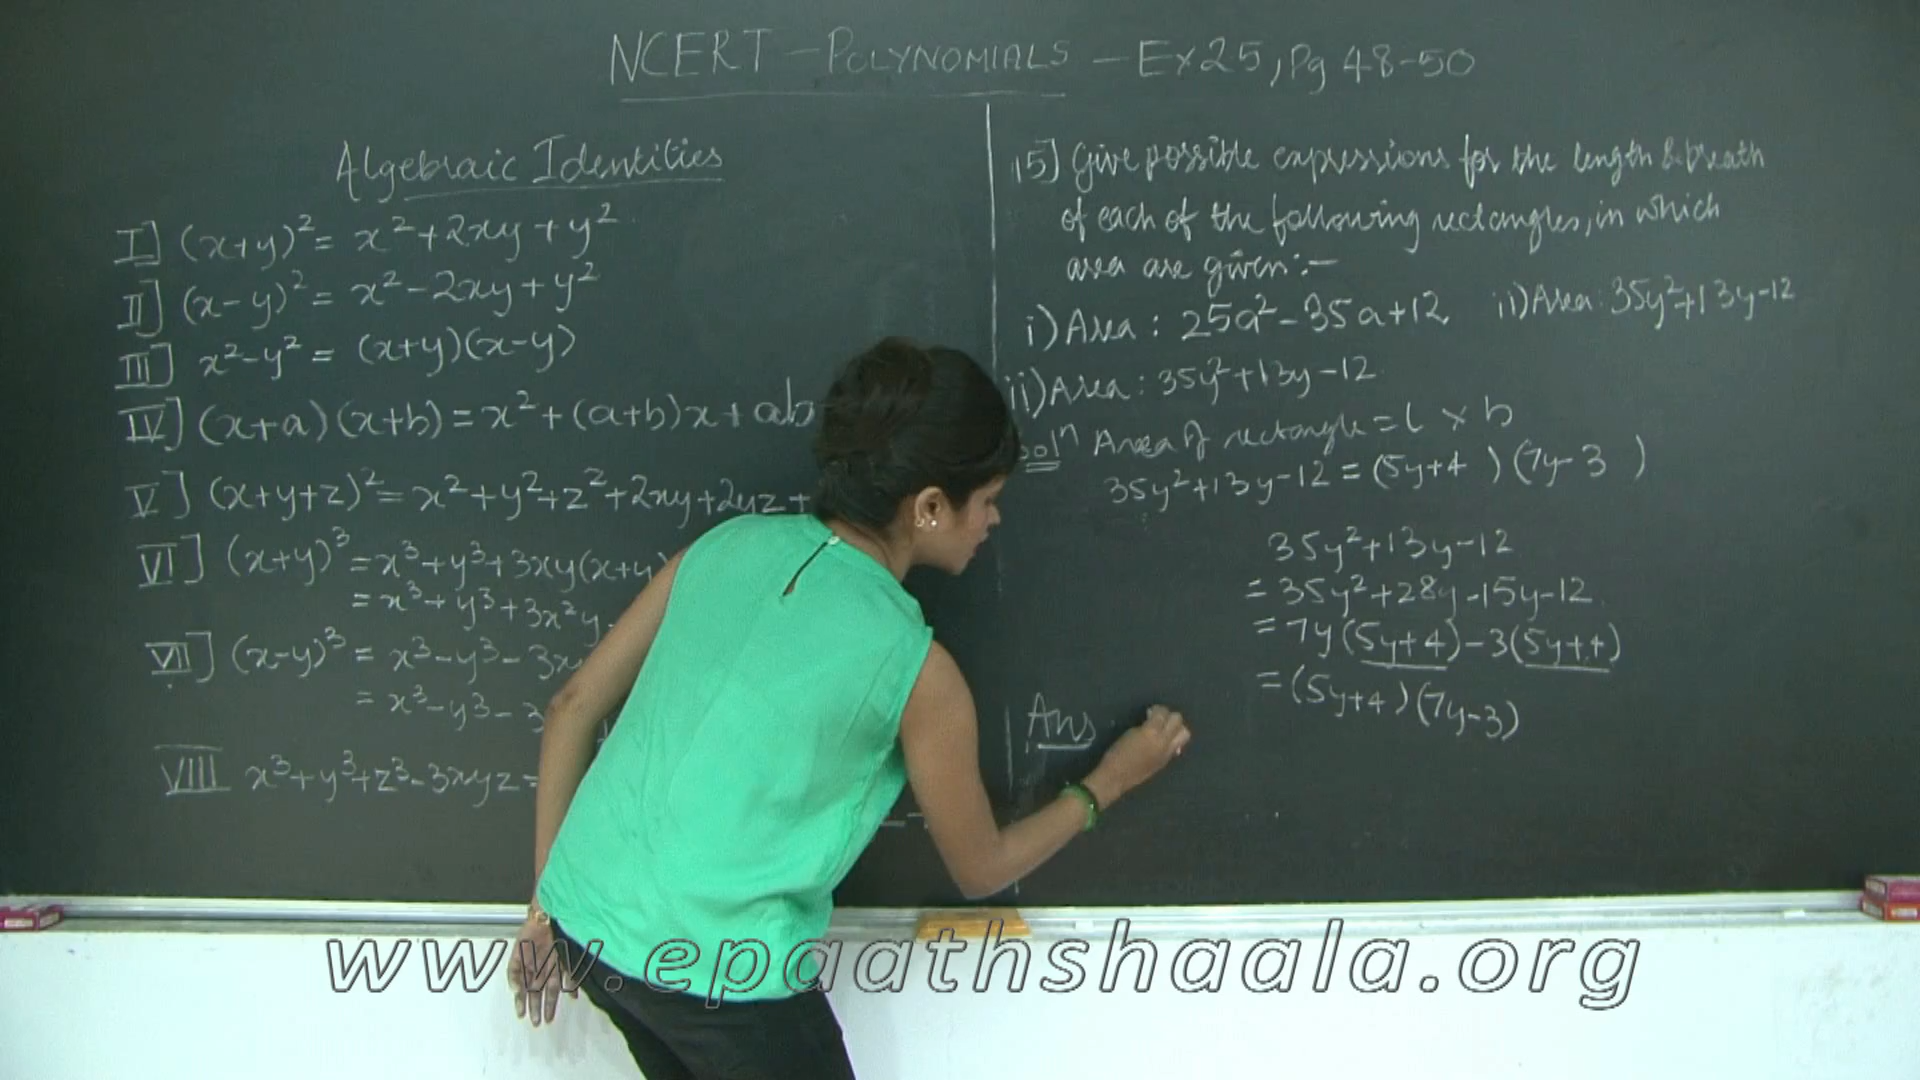 NCERT - POLYNOMIALS - Ex 2.5, Pg 48-50
Algebraic Identities
I] (x+y)² = x²+2xy+y²
II] (x-y)² = x²-2xy+y²
III] x²-y² = (x+y)(x-y)
IV] (x+a)(x+b) = x²+(a+b)x+ab
V] (x+y+z)² = x²+y²+z²+2xy+2yz+
VI] (x+y)³ = x³+y³+3xy(x+y)
= x³+y³+3x²y
VII] (x-y)³ = x³-y³-3x
= x³-y³-3
VIII x³+y³+z³-3xyz =
15] Give possible expressions for the length & breath
of each of the following rectangles, in which
area are given:-
i) Area : 25a²-35a+12 ii) Area : 35y²+13y-12
ii) Area : 35y²+13y-12
Solⁿ Area of rectangle = l × b
35y²+13y-12 = (5y+4 ) (7y-3 )
35y²+13y-12
= 35y²+28y-15y-12
= 7y(5y+4)-3(5y+4)
= (5y+4)(7y-3)
Ans
www.epaathshaala.org